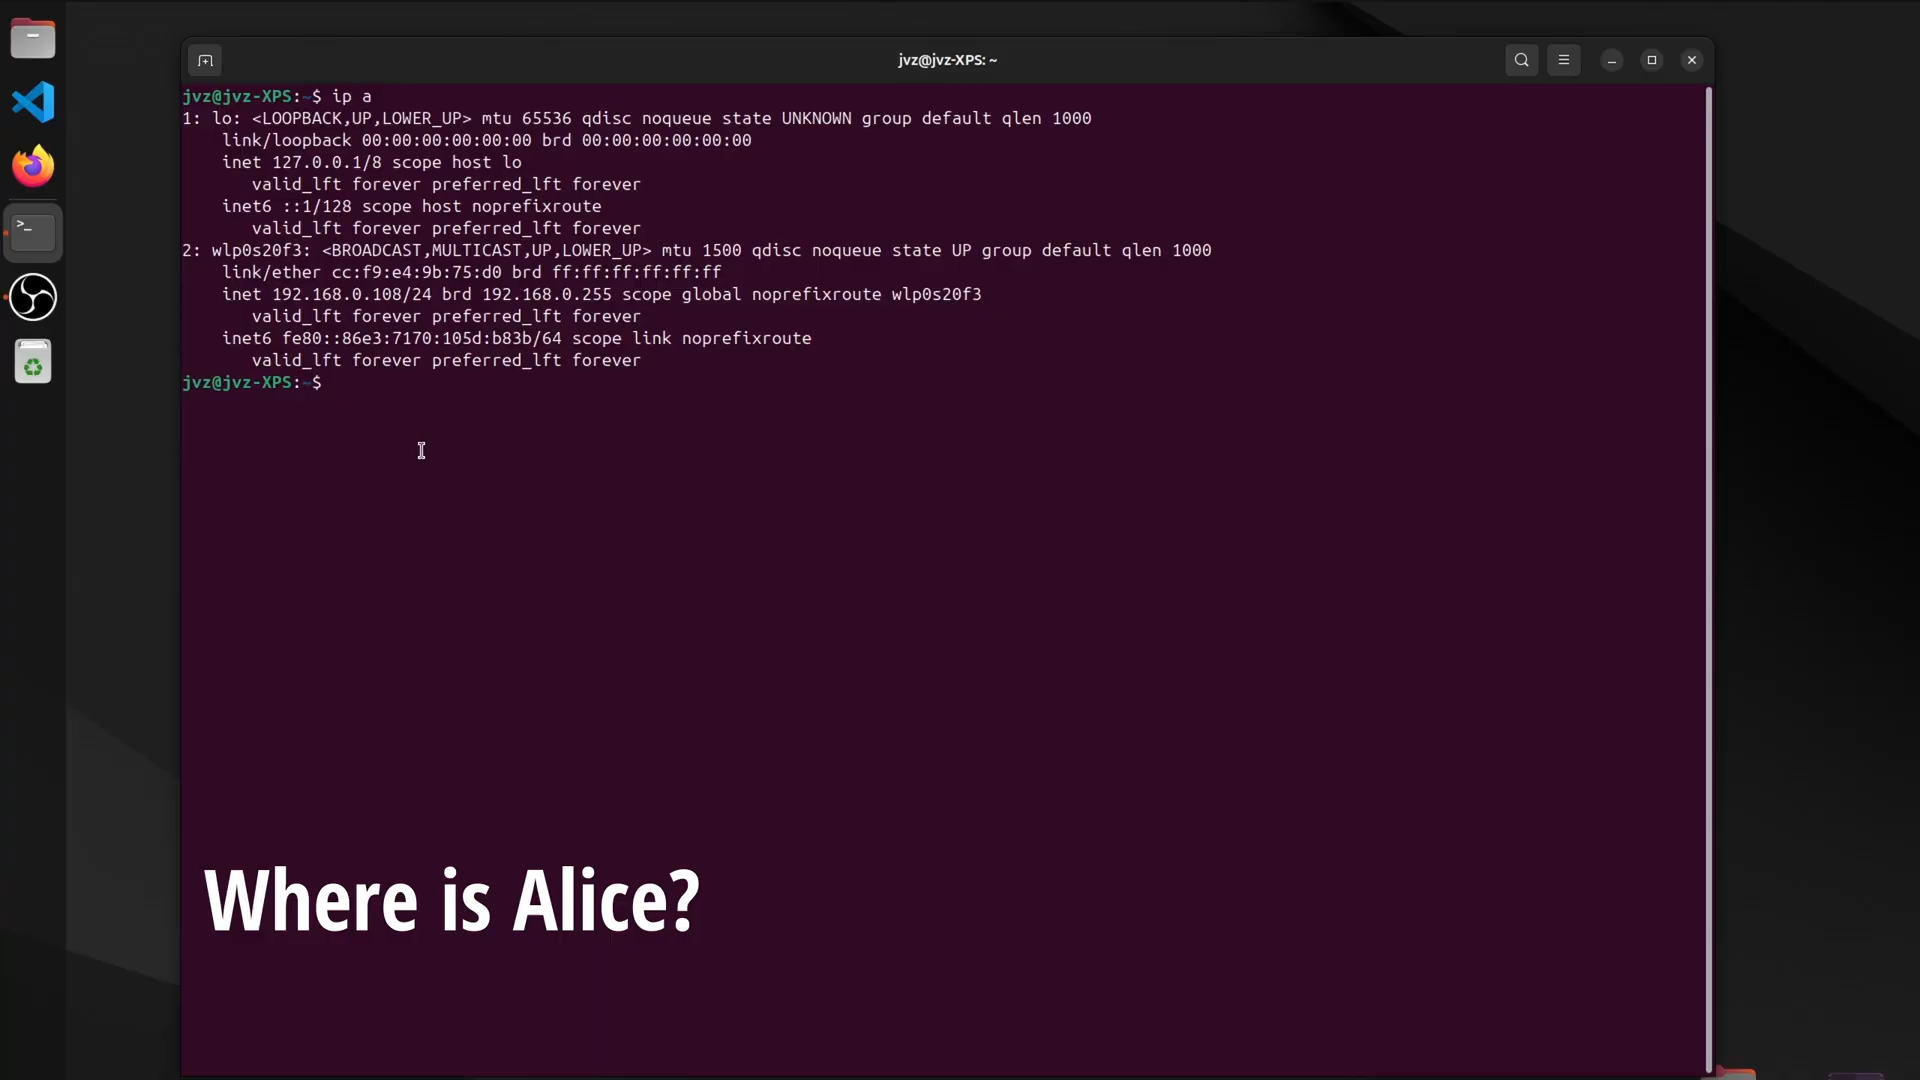 jvz@jvz-XPS: ~
jvz@jvz-XPS:~$ ip a
1: lo: <LOOPBACK,UP,LOWER_UP> mtu 65536 qdisc noqueue state UNKNOWN group default qlen 1000
link/loopback 00:00:00:00:00:00 brd 00:00:00:00:00:00
inet 127.0.0.1/8 scope host lo
valid_lft forever preferred_lft forever
inet6 ::1/128 scope host noprefixroute
valid_lft forever preferred_lft forever
2: wlp0s20f3: <BROADCAST,MULTICAST,UP,LOWER_UP> mtu 1500 qdisc noqueue state UP group default qlen 1000
link/ether cc:f9:e4:9b:75:d0 brd ff:ff:ff:ff:ff:ff
inet 192.168.0.108/24 brd 192.168.0.255 scope global noprefixroute wlp0s20f3
valid_lft forever preferred_lft forever
inet6 fe80::86e3:7170:105d:b83b/64 scope link noprefixroute
valid_lft forever preferred_lft forever
jvz@jvz-XPS:~$
Where is Alice?